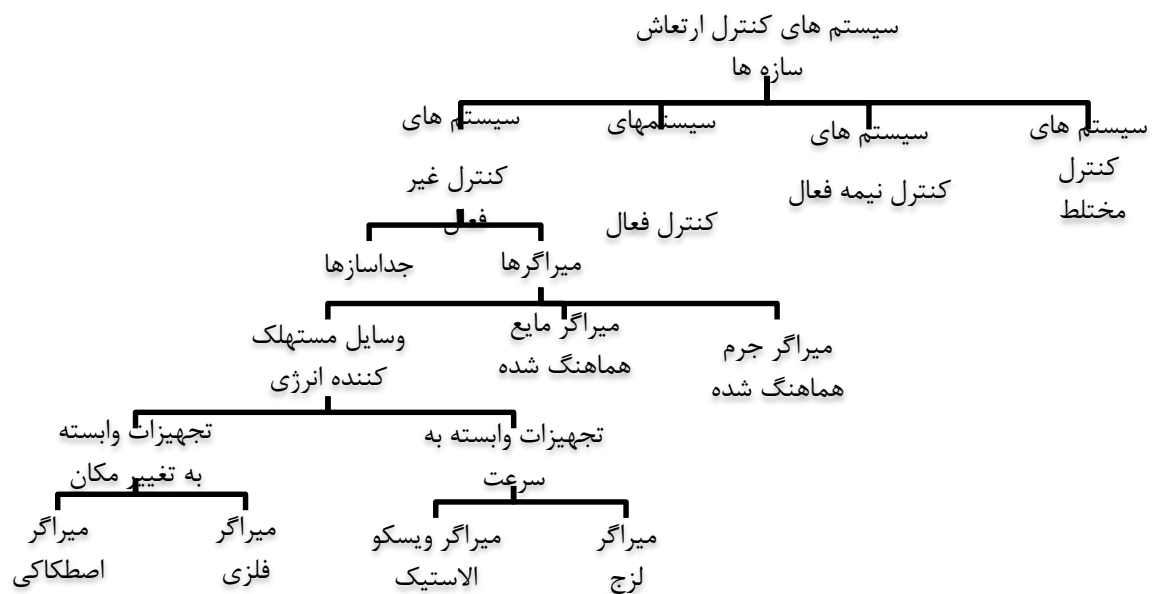 سیستم های کنترل ارتعاش
سازه ها
سیستم های
کنترل
مختلط
سیستم های
کنترل نیمه فعال
سیستمهای
کنترل فعال
سیستم های
کنترل غیر
فعال
میراگرها
جداسازها
میراگر جرم
هماهنگ شده
میراگر مایع
هماهنگ شده
وسایل مستهلک
کننده انرژی
تجهیزات وابسته به
سرعت
تجهیزات وابسته
به تغییر مکان
میراگر
لزج
میراگر ویسکو
الاستیک
میراگر
فلزی
میراگر
اصطکاکی